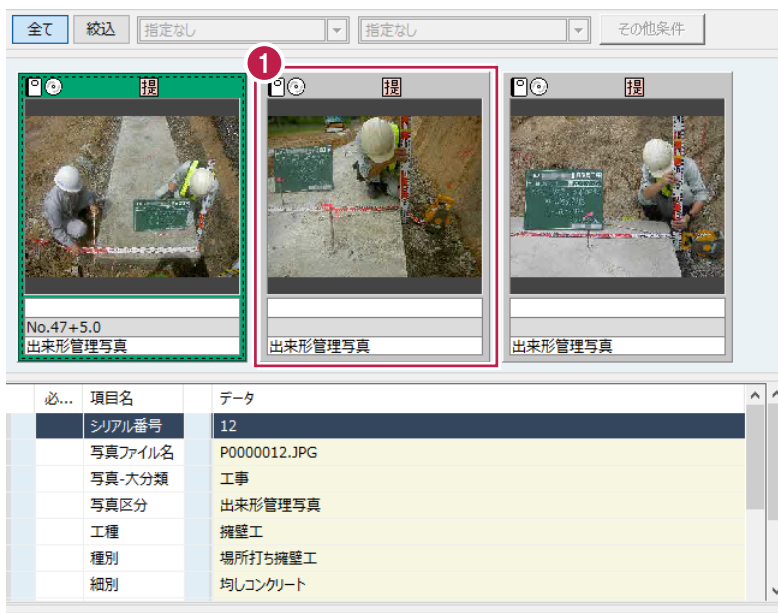 全て 絞込 指定なし 指定なし その他条件
1
提 提 提
No.47+5.0
出来形管理写真 出来形管理写真 出来形管理写真
必... 項目名 データ
シリアル番号 12
写真ファイル名 P0000012.JPG
写真-大分類 工事
写真区分 出来形管理写真
工種 擁壁工
種別 場所打ち擁壁工
細別 均しコンクリート